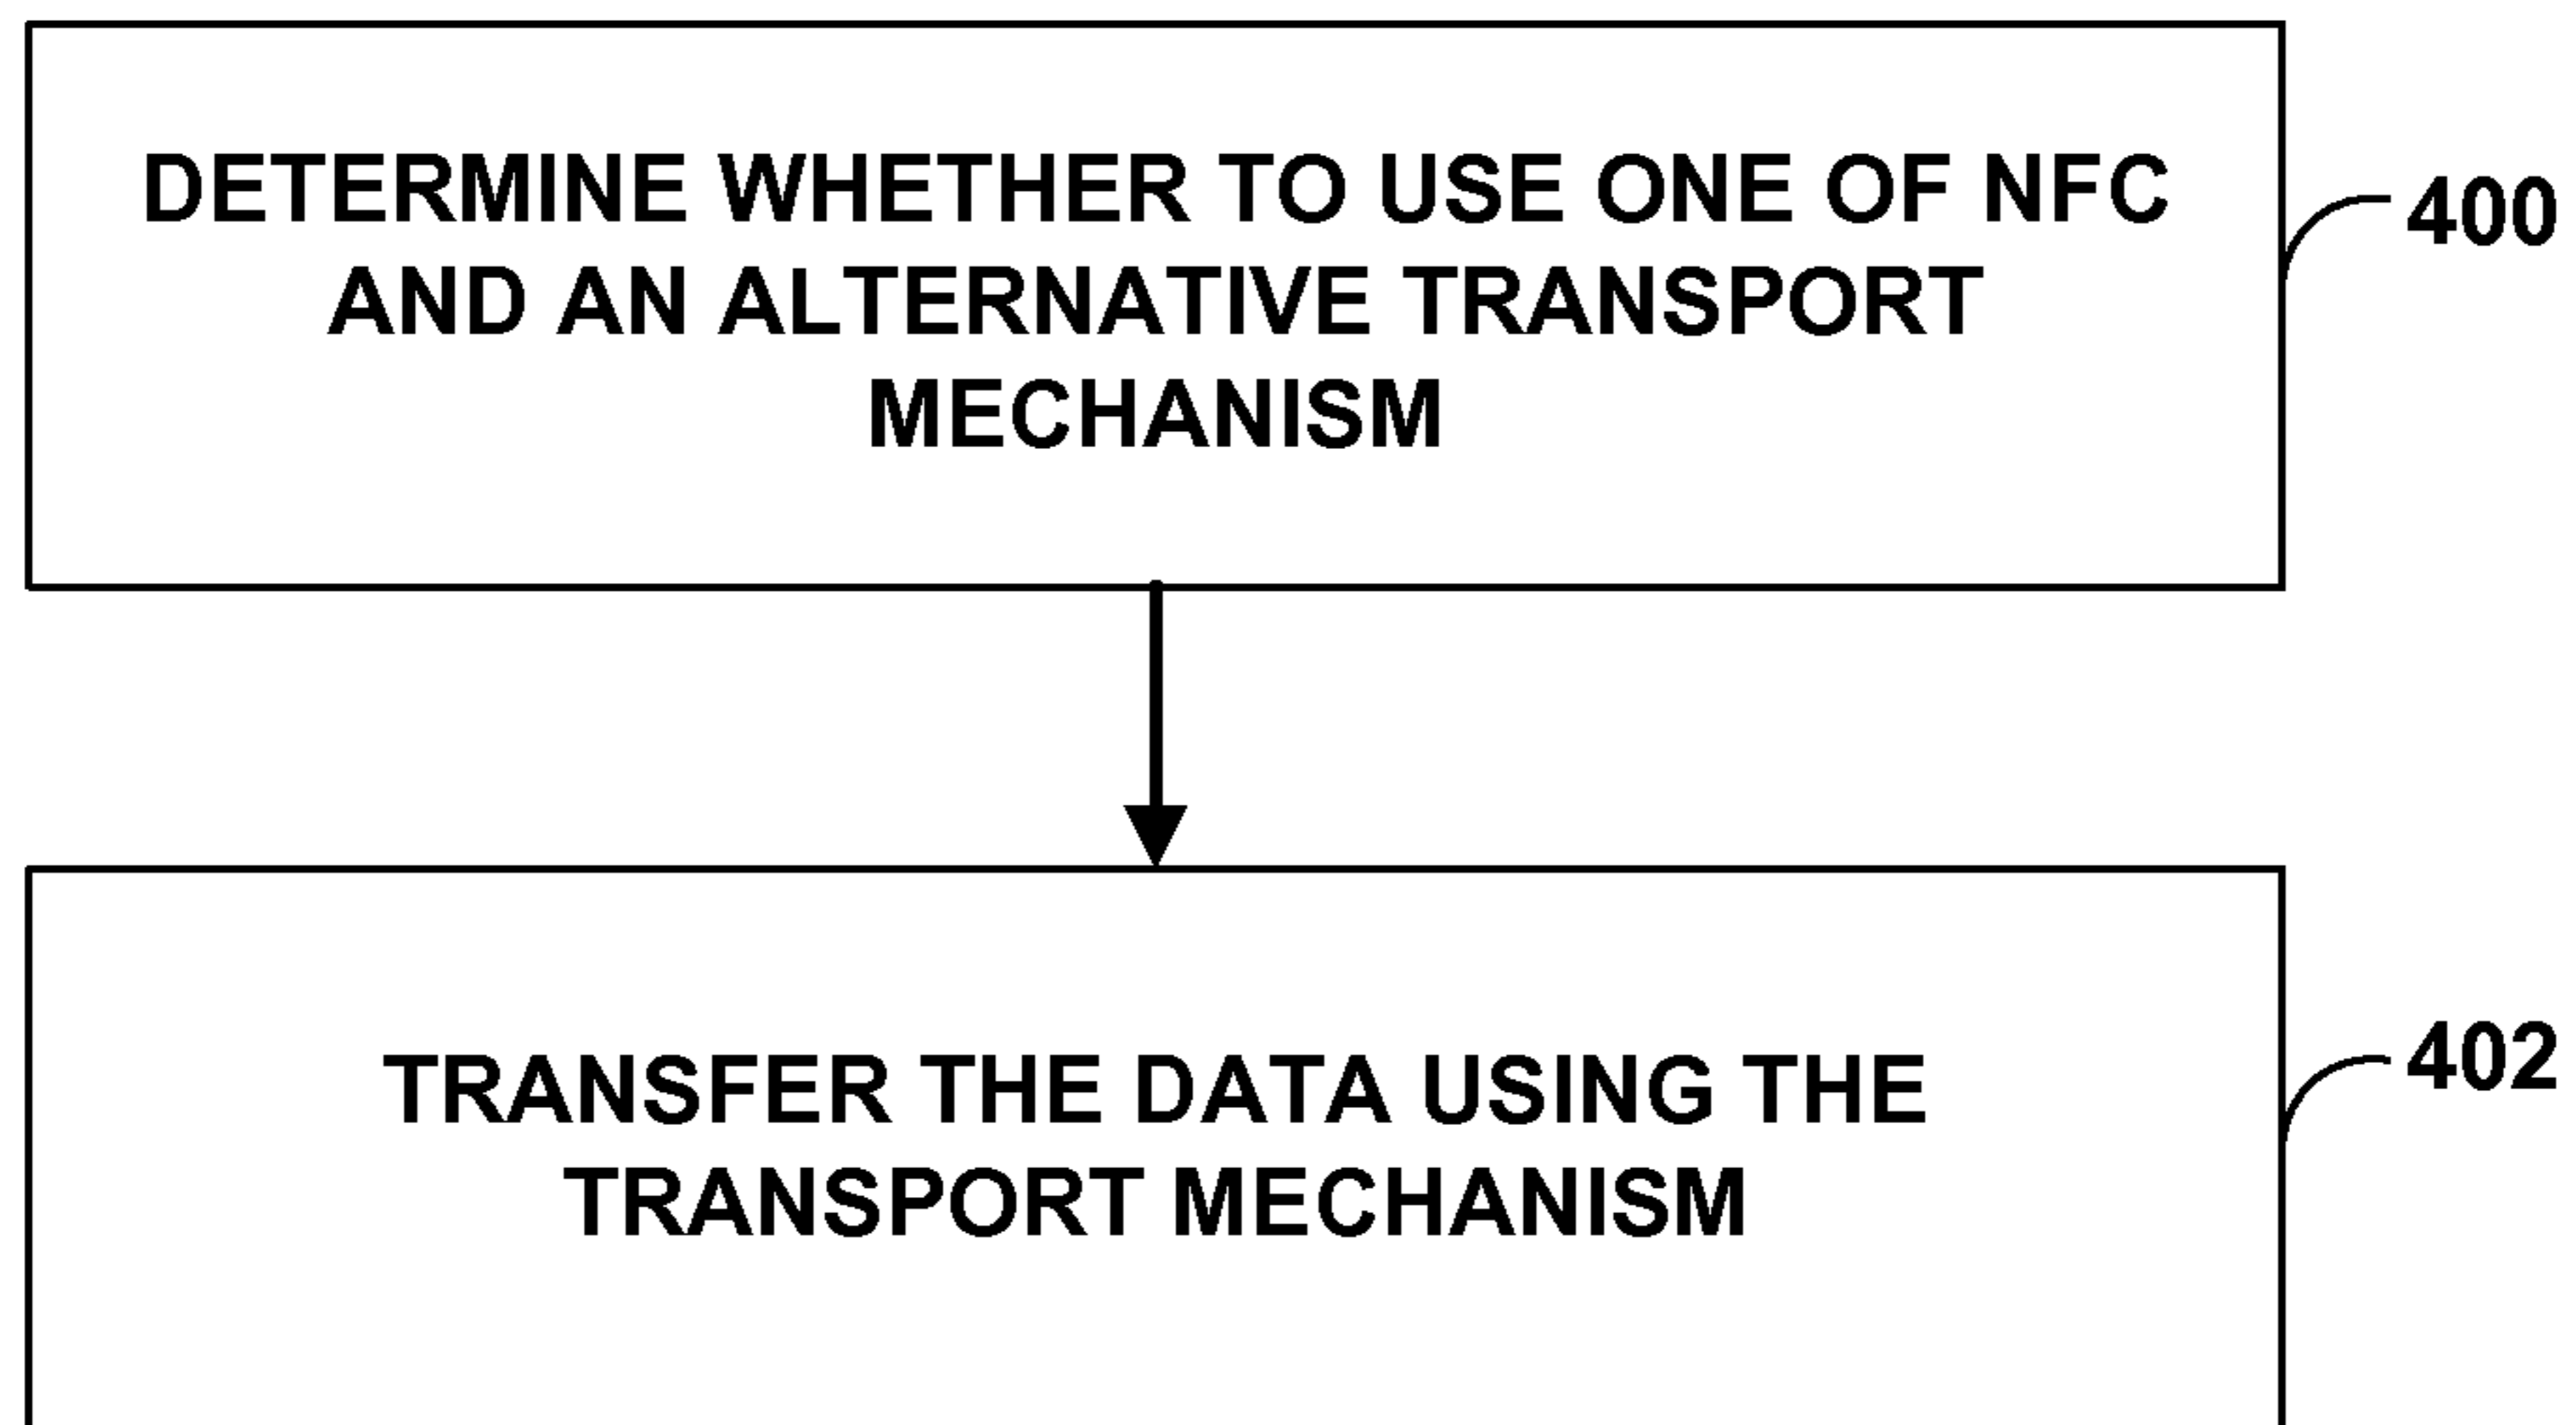 DETERMINE WHETHER TO USE ONE OF NFC
AND AN ALTERNATIVE TRANSPORT
MECHANISM
400
TRANSFER THE DATA USING THE
TRANSPORT MECHANISM
402